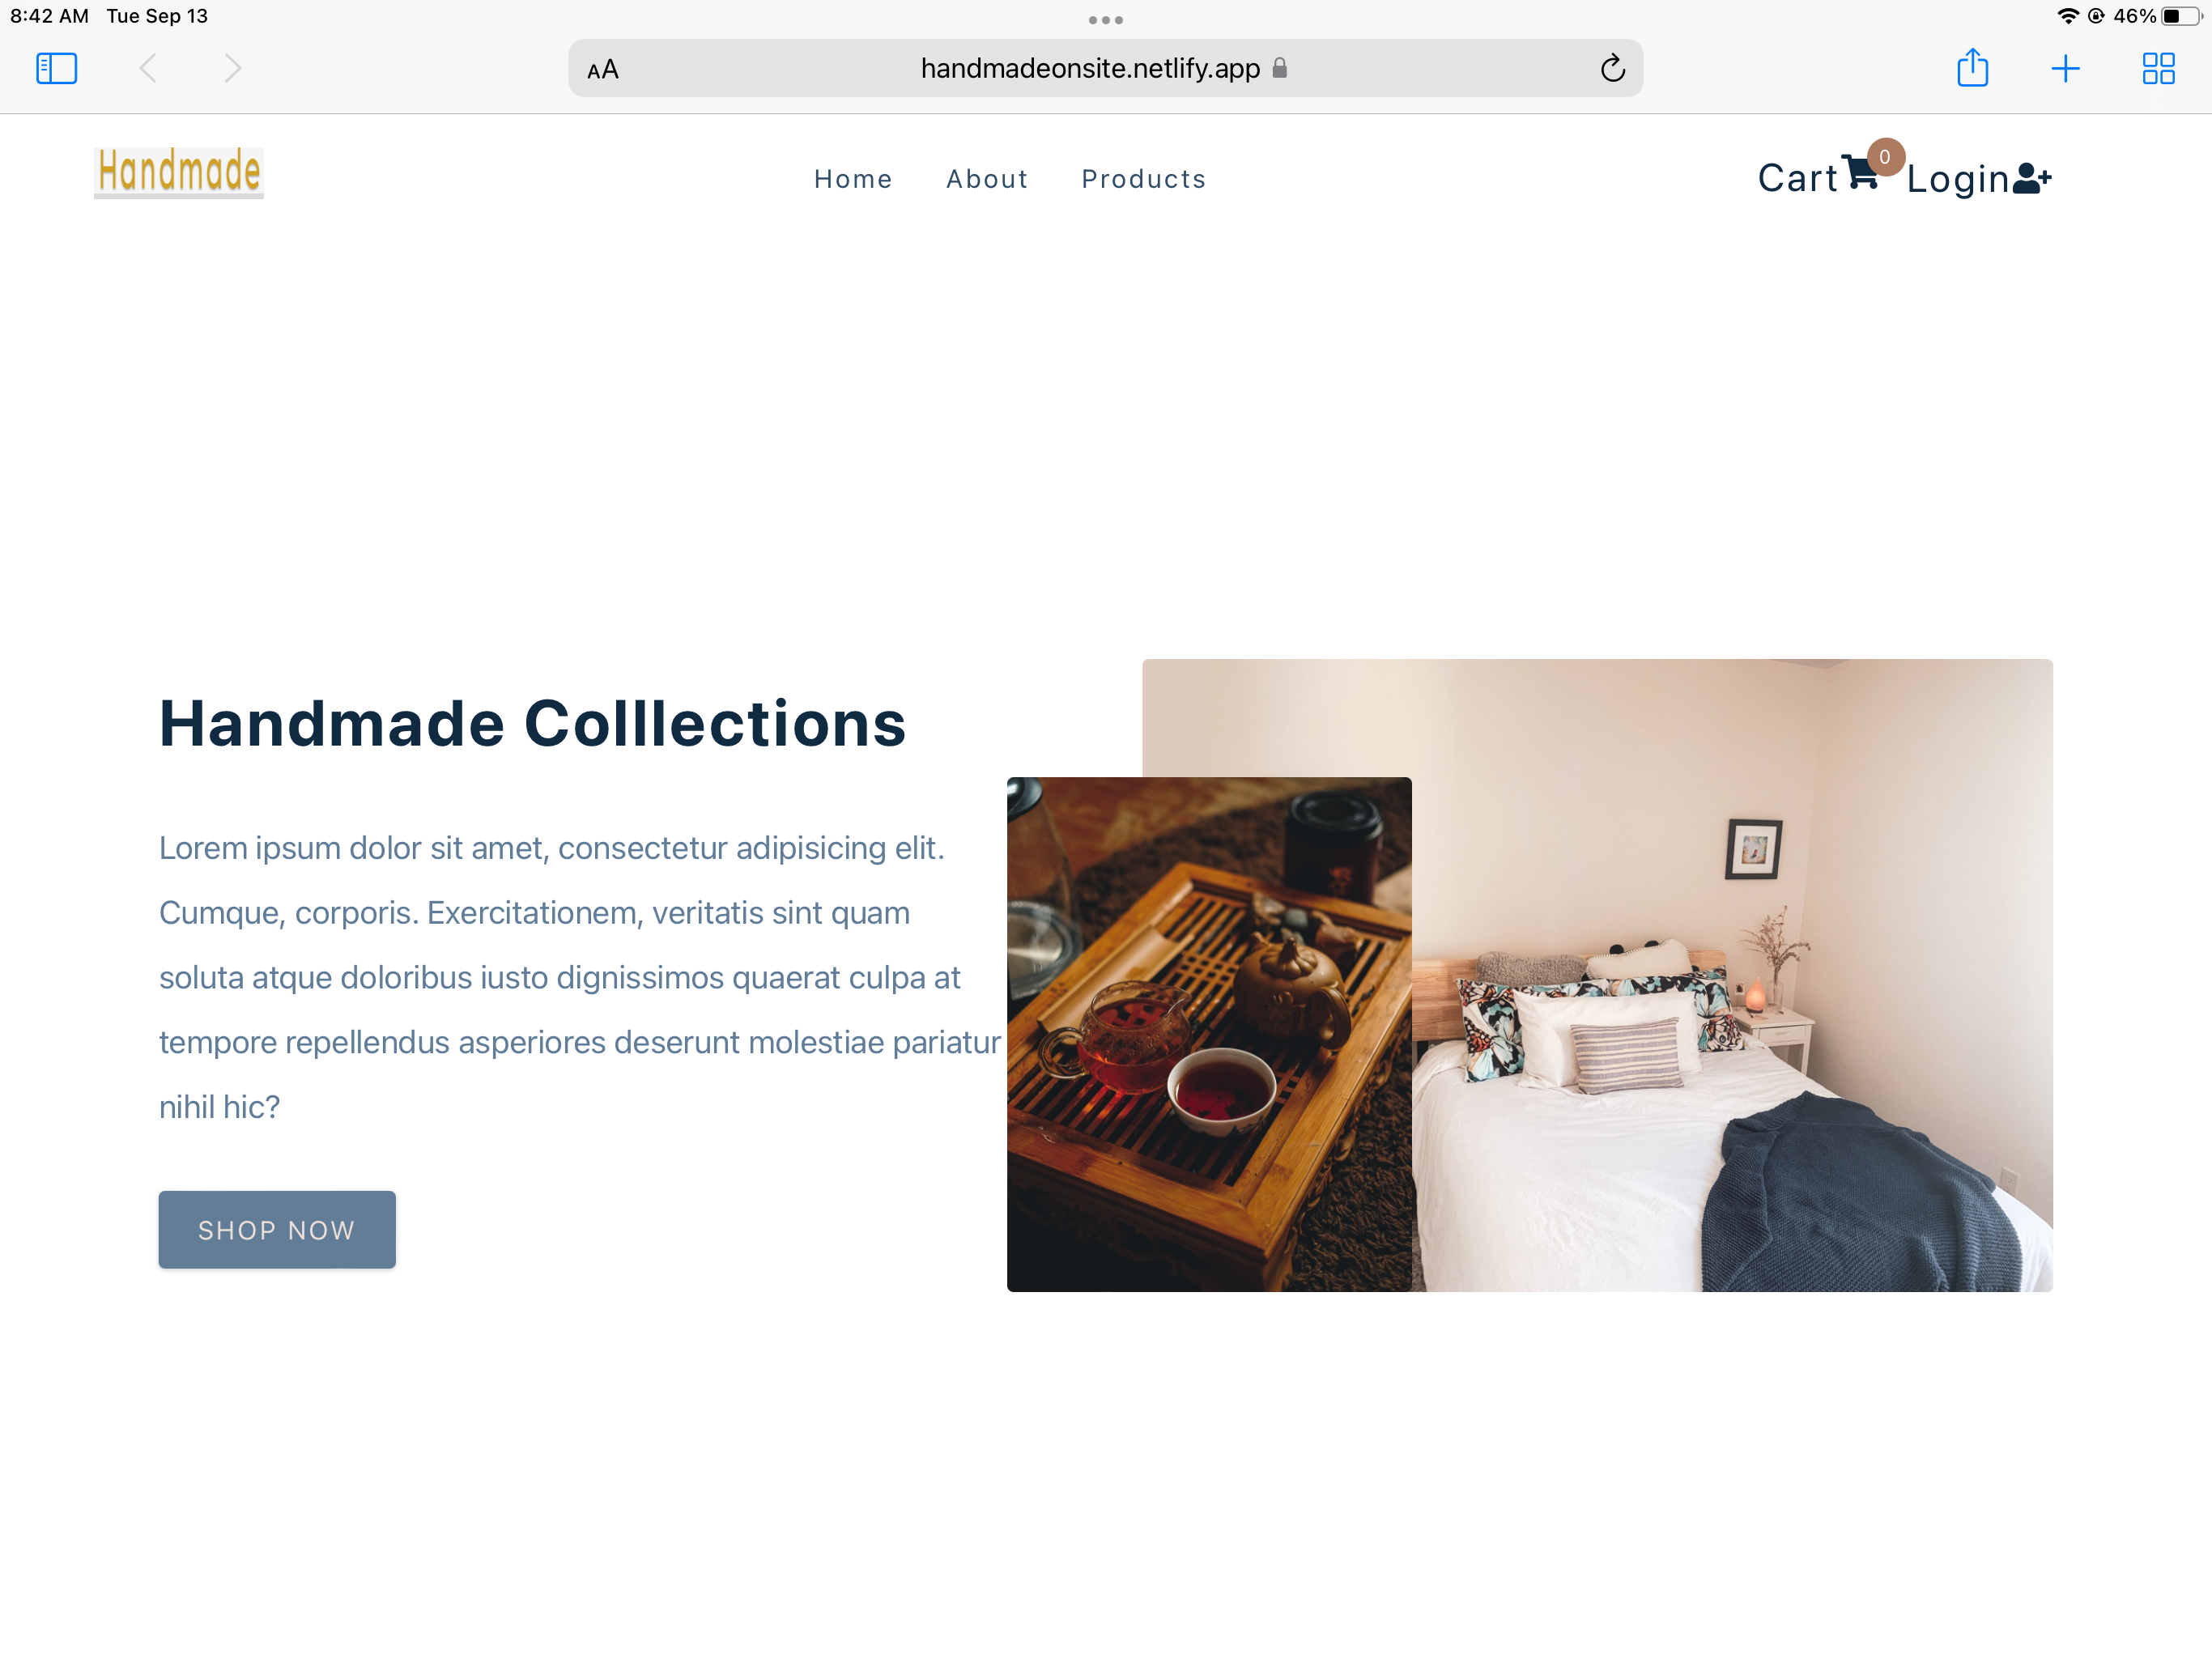 8:42 AM Tue Sep 13
46%
AA
handmadeonsite.netlify.app
Handmade
Home About Products
Cart 0 Login
Handmade Colllections
Lorem ipsum dolor sit amet, consectetur adipisicing elit.
Cumque, corporis. Exercitationem, veritatis sint quam
soluta atque doloribus iusto dignissimos quaerat culpa at
tempore repellendus asperiores deserunt molestiae pariatur
nihil hic?
SHOP NOW